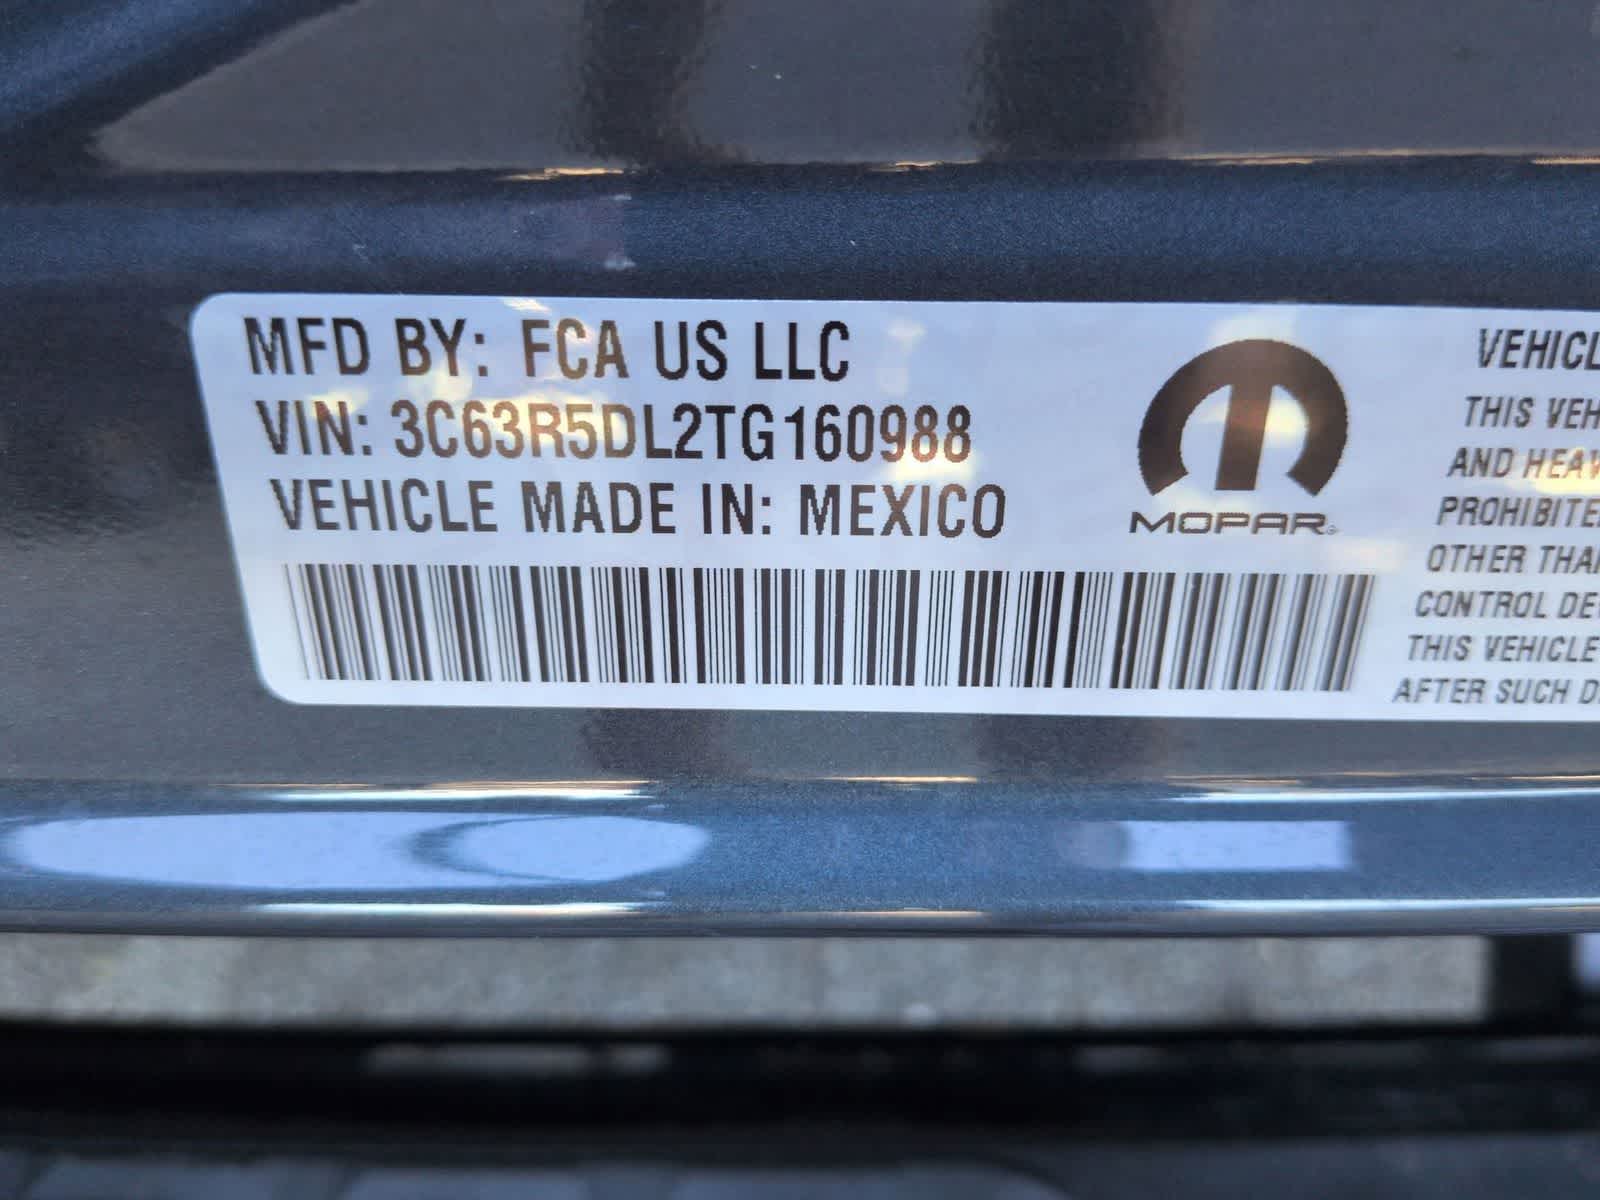 MFD BY: FCA US LLC
VIN: 3C63R5DL2TG160988
VEHICLE MADE IN: MEXICO
MOPAR®
VEHICL
THIS VEH
AND HEAV
PROHIBITE
OTHER THA
CONTROL DE
THIS VEHICLE
AFTER SUCH D